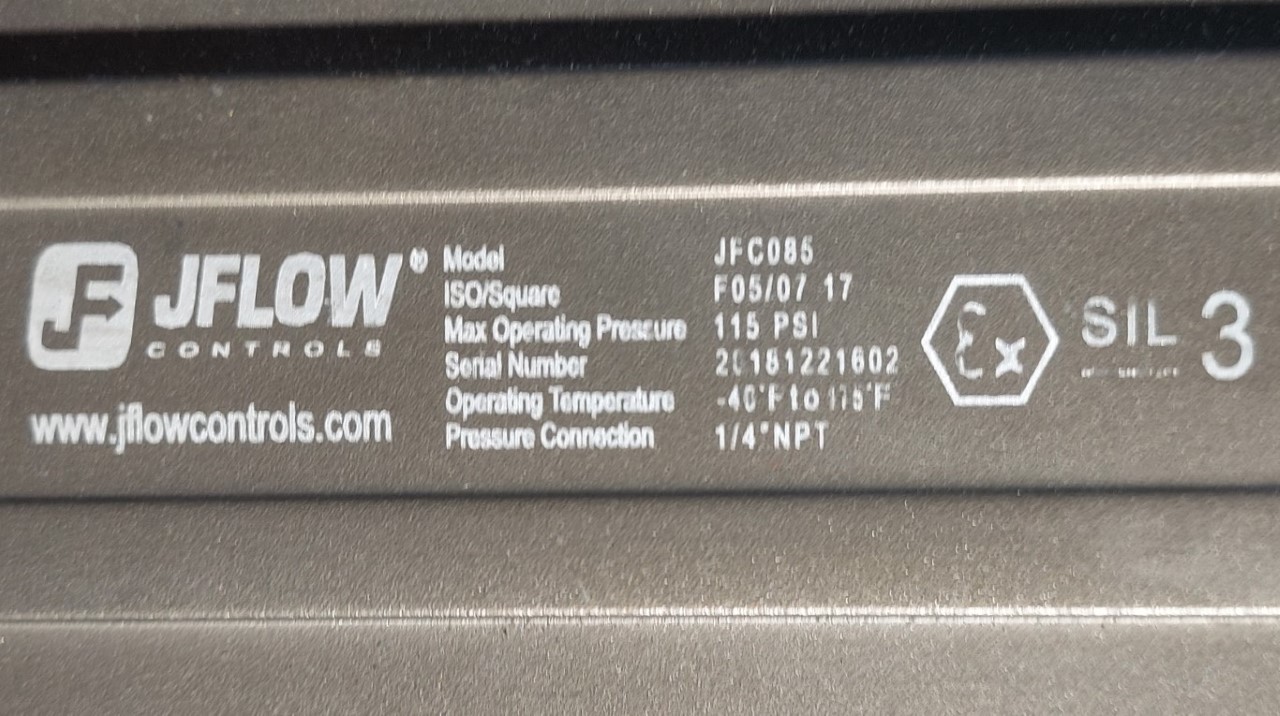 JFLOW®
CONTROLS
www.jflowcontrols.com
Model JFC085
ISO/Square F05/07 17
Max Operating Pressure 115 PSI
Serial Number 20181221602
Operating Temperature -40°F to 175°F
Pressure Connection 1/4"NPT
Ex
SIL 3